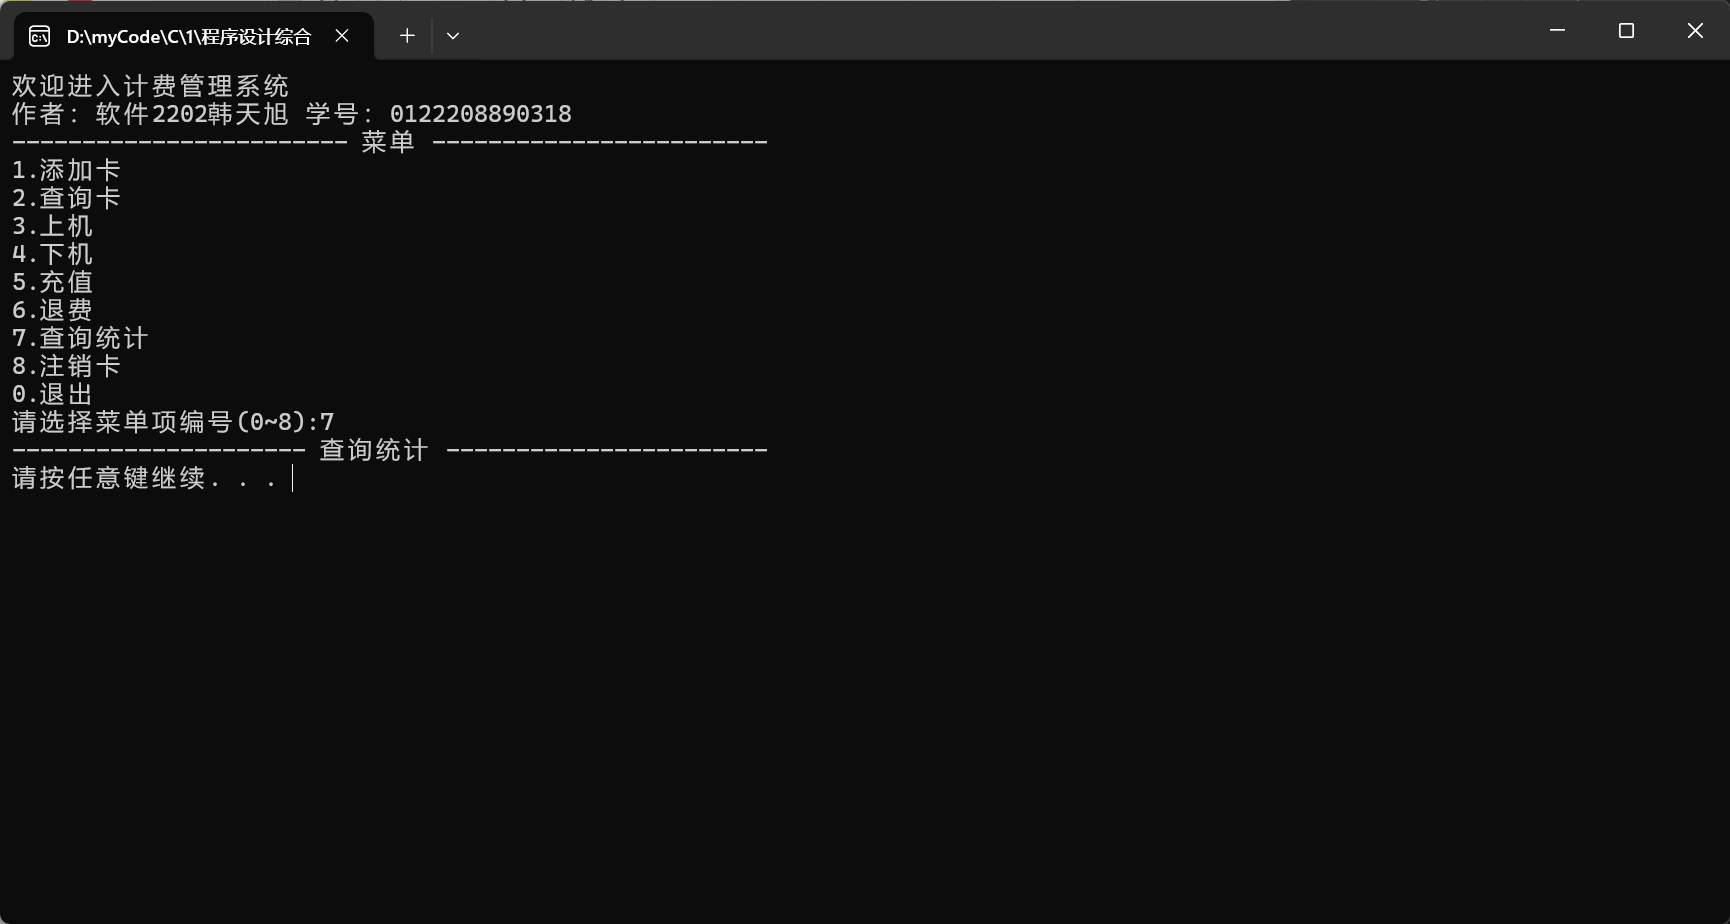 D:\myCode\C\1\程序设计综合
欢迎进入计费管理系统
作者: 软件2202韩天旭 学号: 0122208890318
------------------------ 菜单 ------------------------
1.添加卡
2.查询卡
3.上机
4.下机
5.充值
6.退费
7.查询统计
8.注销卡
0.退出
请选择菜单项编号(0~8):7
--------------------- 查询统计 -----------------------
请按任意键继续. . .